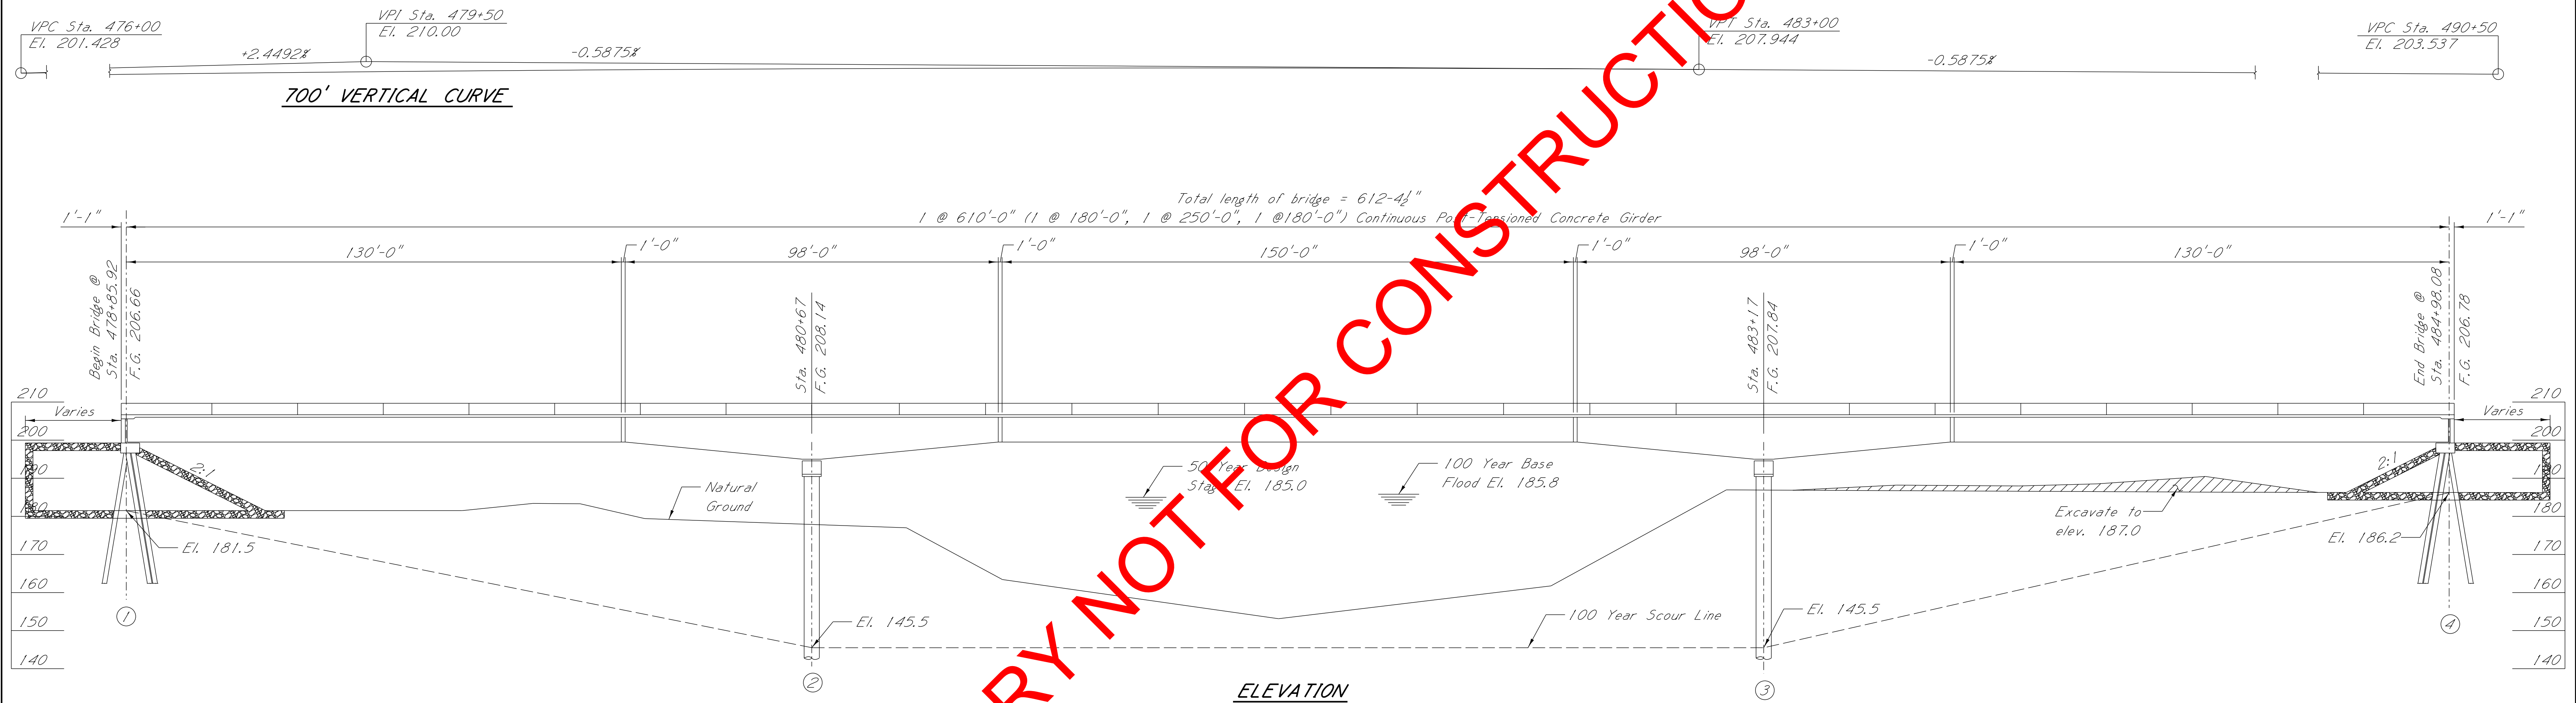 VPC Sta. 476+00
El. 201.428
+2.4492%
VPI Sta. 479+50
El. 210.00
-0.5875%
VPT Sta. 483+00
El. 207.944
-0.5875%
VPC Sta. 490+50
El. 203.537
700' VERTICAL CURVE
Total length of bridge = 612-4½"
1 @ 610'-0" (1 @ 180'-0", 1 @ 250'-0", 1 @180'-0") Continuous Post-Tensioned Concrete Girder
1'-1"
1'-1"
130'-0"
1'-0"
98'-0"
1'-0"
150'-0"
1'-0"
98'-0"
1'-0"
130'-0"
Begin Bridge @
Sta. 478+85.92
F.G. 206.66
Sta. 480+67
F.G. 208.14
Sta. 483+17
F.G. 207.84
End Bridge @
Sta. 484+98.08
F.G. 206.78
210
200
190
180
170
160
150
140
Varies
2:1
El. 181.5
Natural
Ground
50 Year Design
Stage El. 185.0
100 Year Base
Flood El. 185.8
Excavate to
elev. 187.0
2:1
Varies
El. 186.2
El. 145.5
100 Year Scour Line
El. 145.5
210
200
190
180
170
160
150
140
1
2
3
4
ELEVATION
RY NOT FOR CONSTRUCTIO